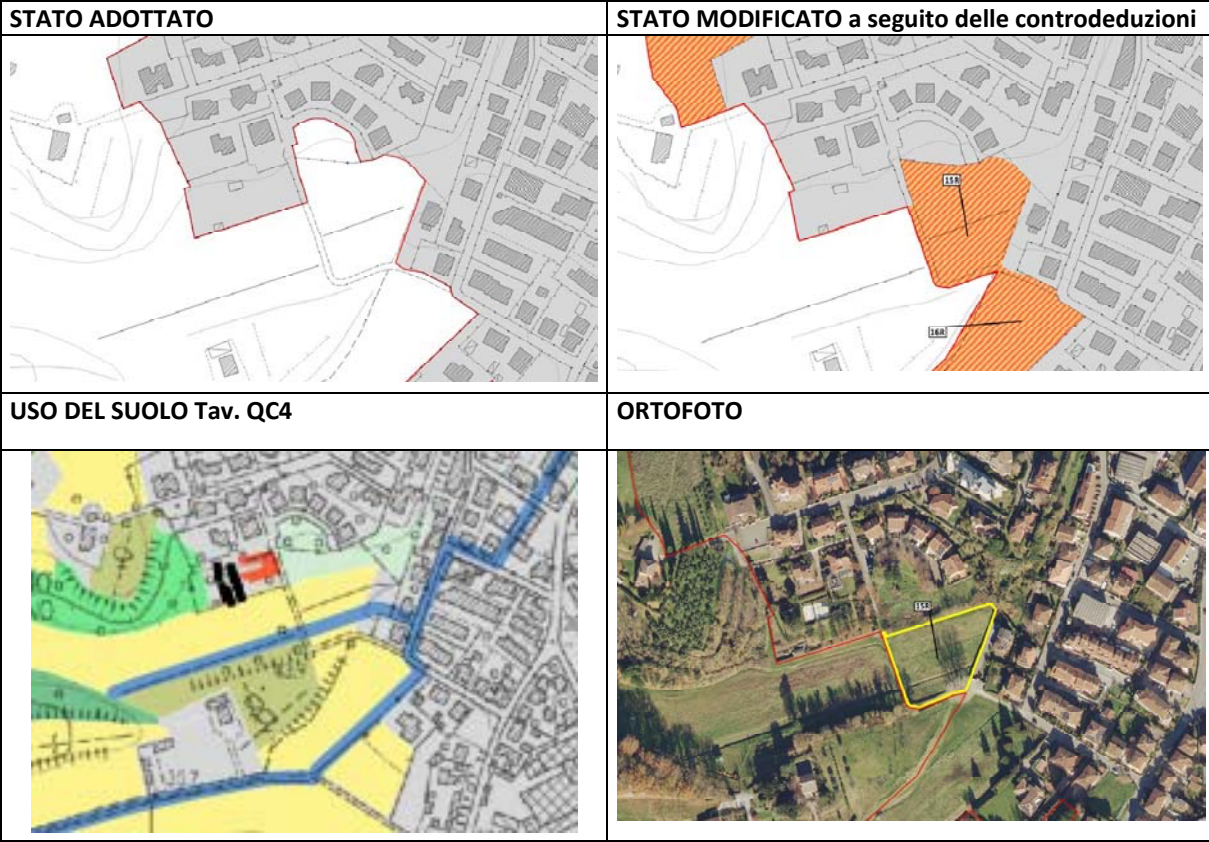 STATO ADOTTATO
STATO MODIFICATO a seguito delle controdeduzioni
15R
16R
USO DEL SUOLO Tav. QC4
ORTOFOTO
15R